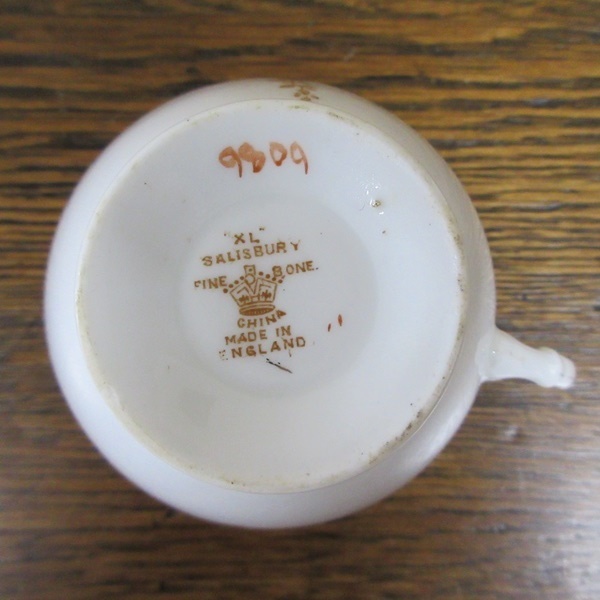 9809
"XL"
SALISBURY
FINE BONE.
CHINA
MADE IN
ENGLAND